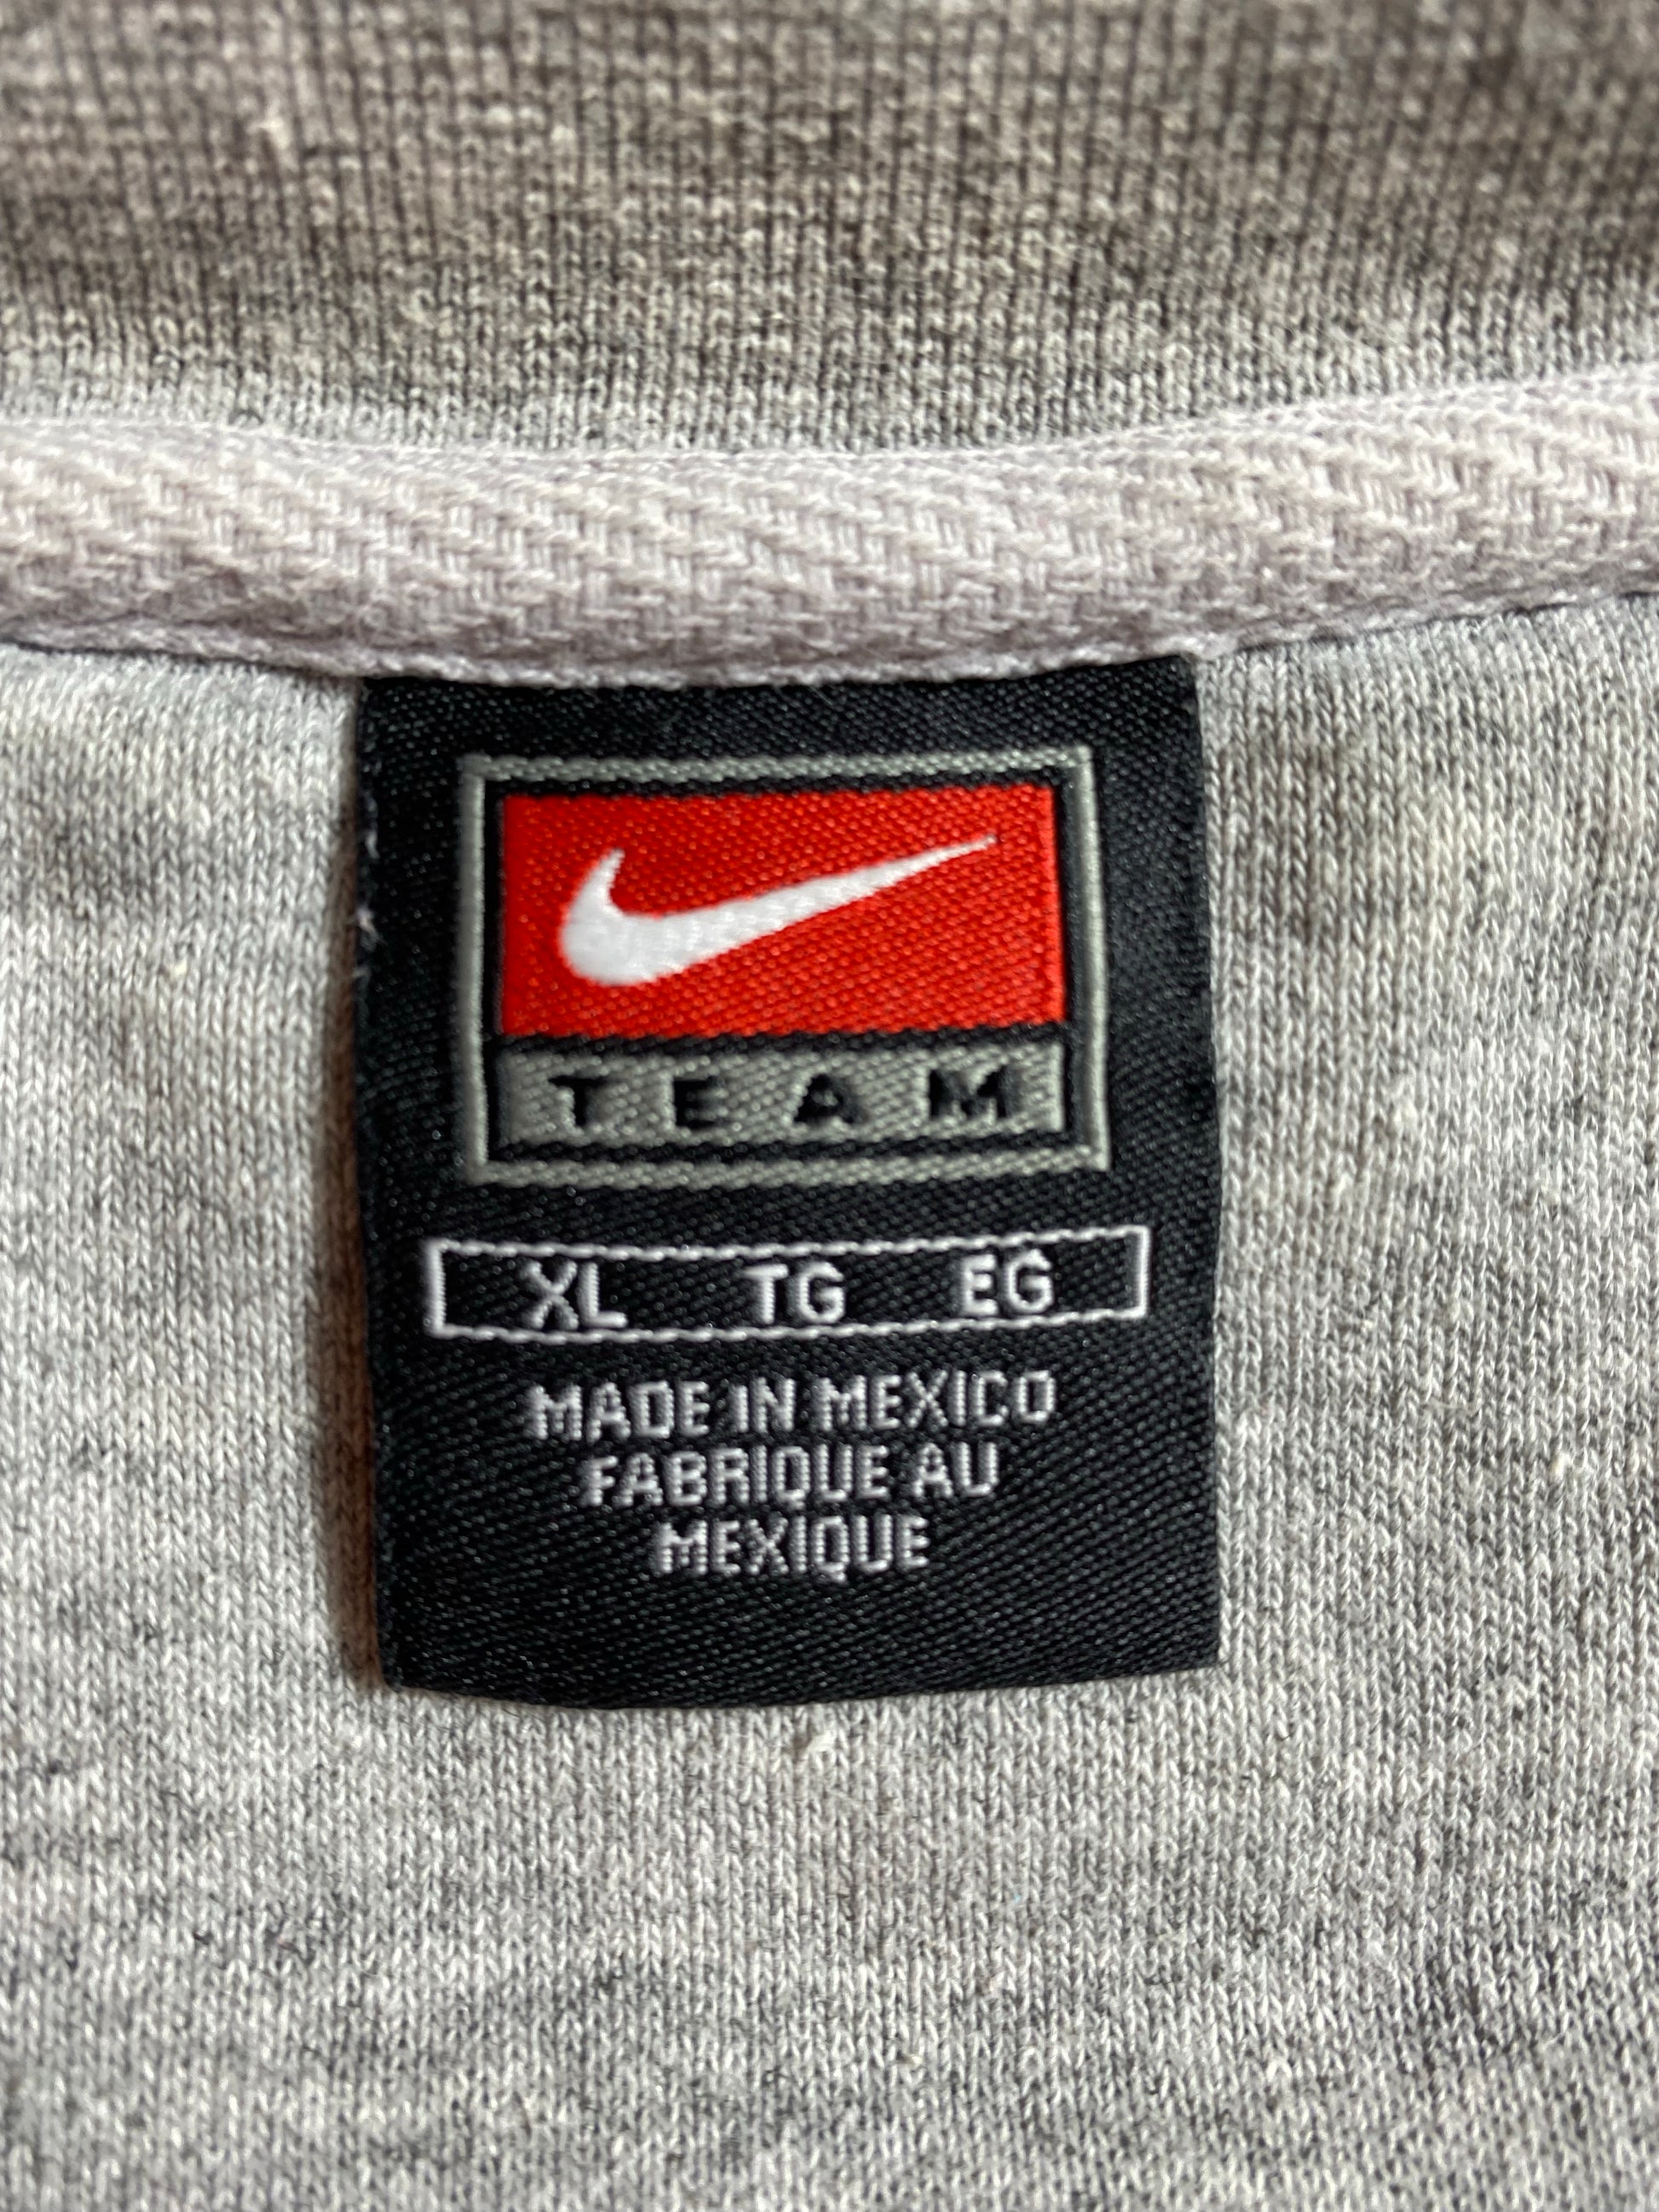 TEAM
XL TG EG
MADE IN MEXICO
FABRIQUE AU
MEXIQUE